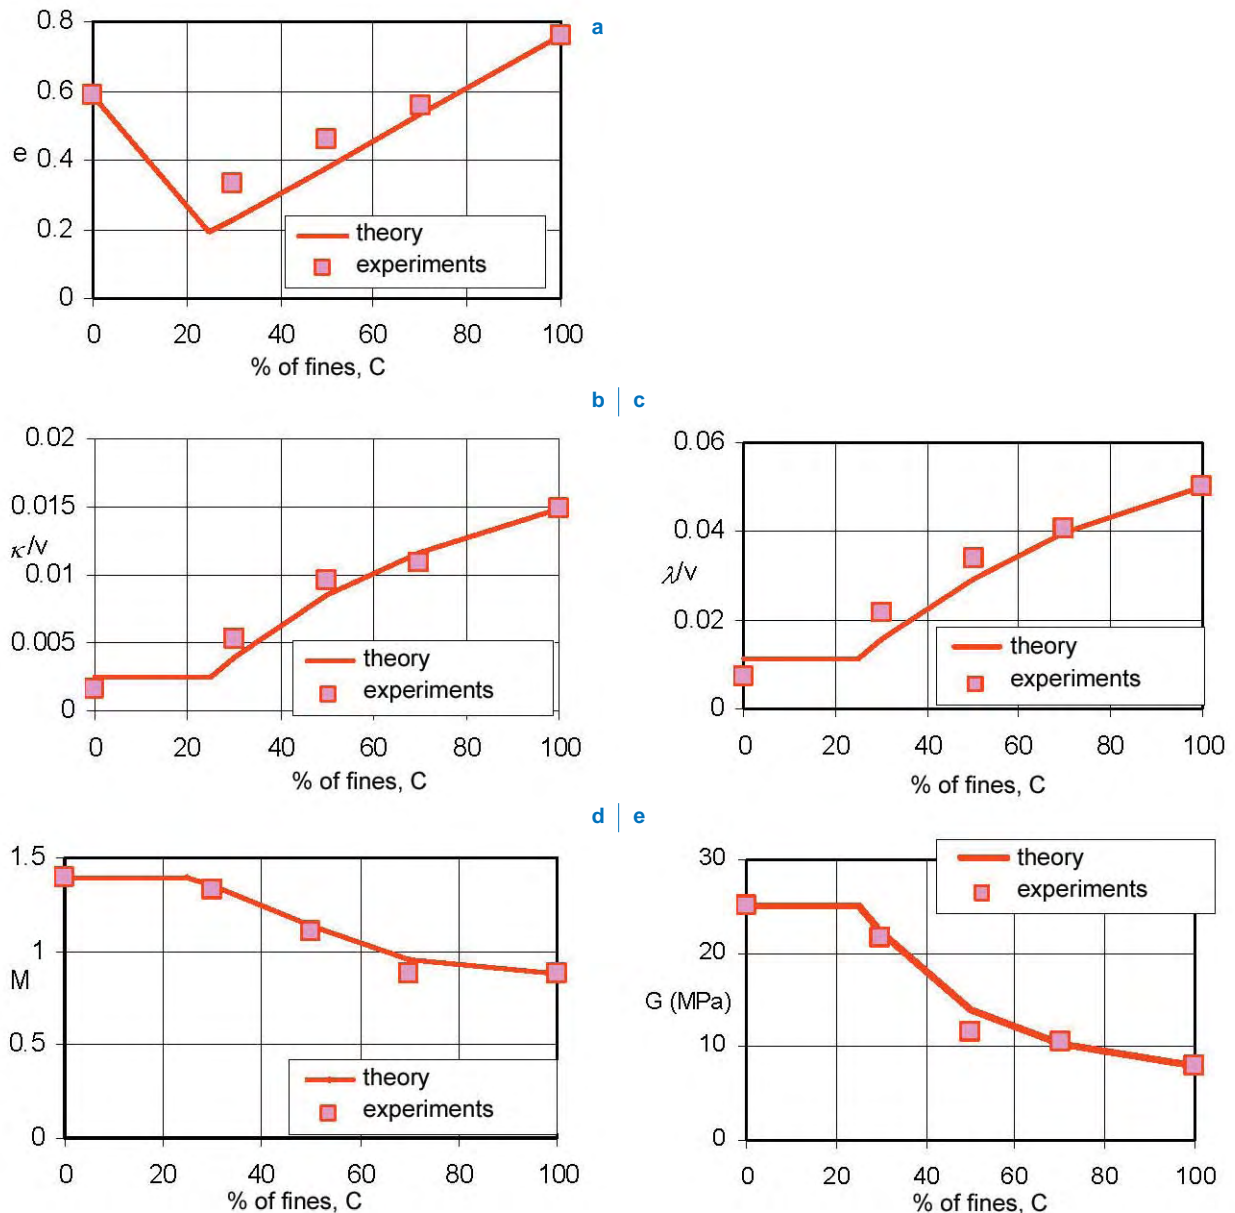 a
0.8
0.6
e
0.4
0.2
0
theory
experiments
0 20 40 60 80 100
% of fines, C
b | c
0.02
0.015
κ/v
0.01
0.005
0
theory
experiments
0 20 40 60 80 100
% of fines, C
0.06
0.04
λ/v
0.02
0
theory
experiments
0 20 40 60 80 100
% of fines, C
d | e
1.5
1
M
0.5
0
theory
experiments
0 20 40 60 80 100
% of fines, C
30
20
G (MPa)
10
0
theory
experiments
0 20 40 60 80 100
% of fines, C